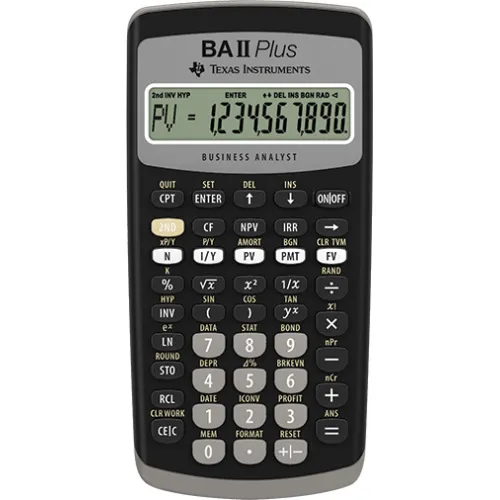 BA II Plus
TEXAS INSTRUMENTS
2nd INV HYP ENTER ↑↓ DEL INS BGN RAD ◁
PV = 1,234,567,890.
BUSINESS ANALYST
QUIT SET DEL INS
CPT ENTER ↑ ↓ ON|OFF
2ND CF NPV IRR →
xP/Y P/Y AMORT BGN CLR TVM
N I/Y PV PMT FV
K RAND
% √x x² 1/x ÷
HYP SIN COS TAN x!
INV ( ) yˣ ×
eˣ DATA STAT BOND nPr
LN 7 8 9 −
ROUND DEPR Δ% BRKEVN nCr
STO 4 5 6 +
DATE ICONV PROFIT ANS
RCL 1 2 3 =
CLR WORK MEM FORMAT RESET
CE|C 0 . +|−